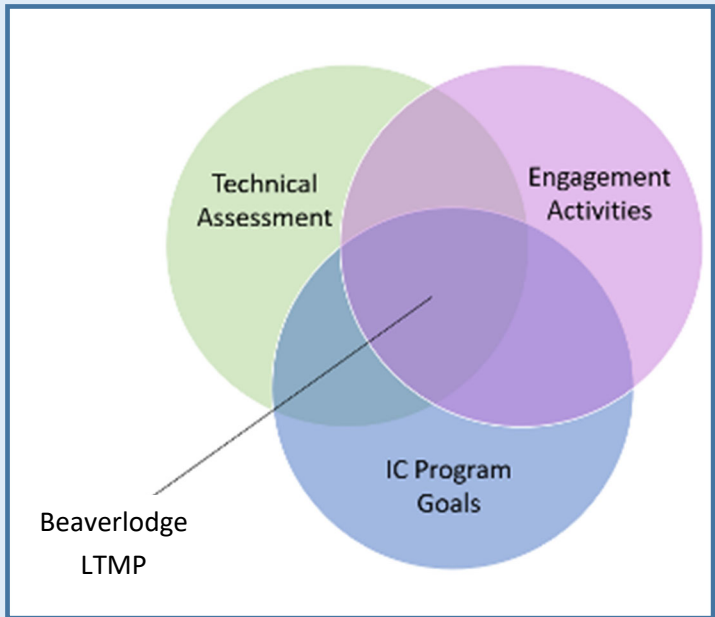 Technical
Assessment
Engagement
Activities
IC Program
Goals
Beaverlodge
LTMP